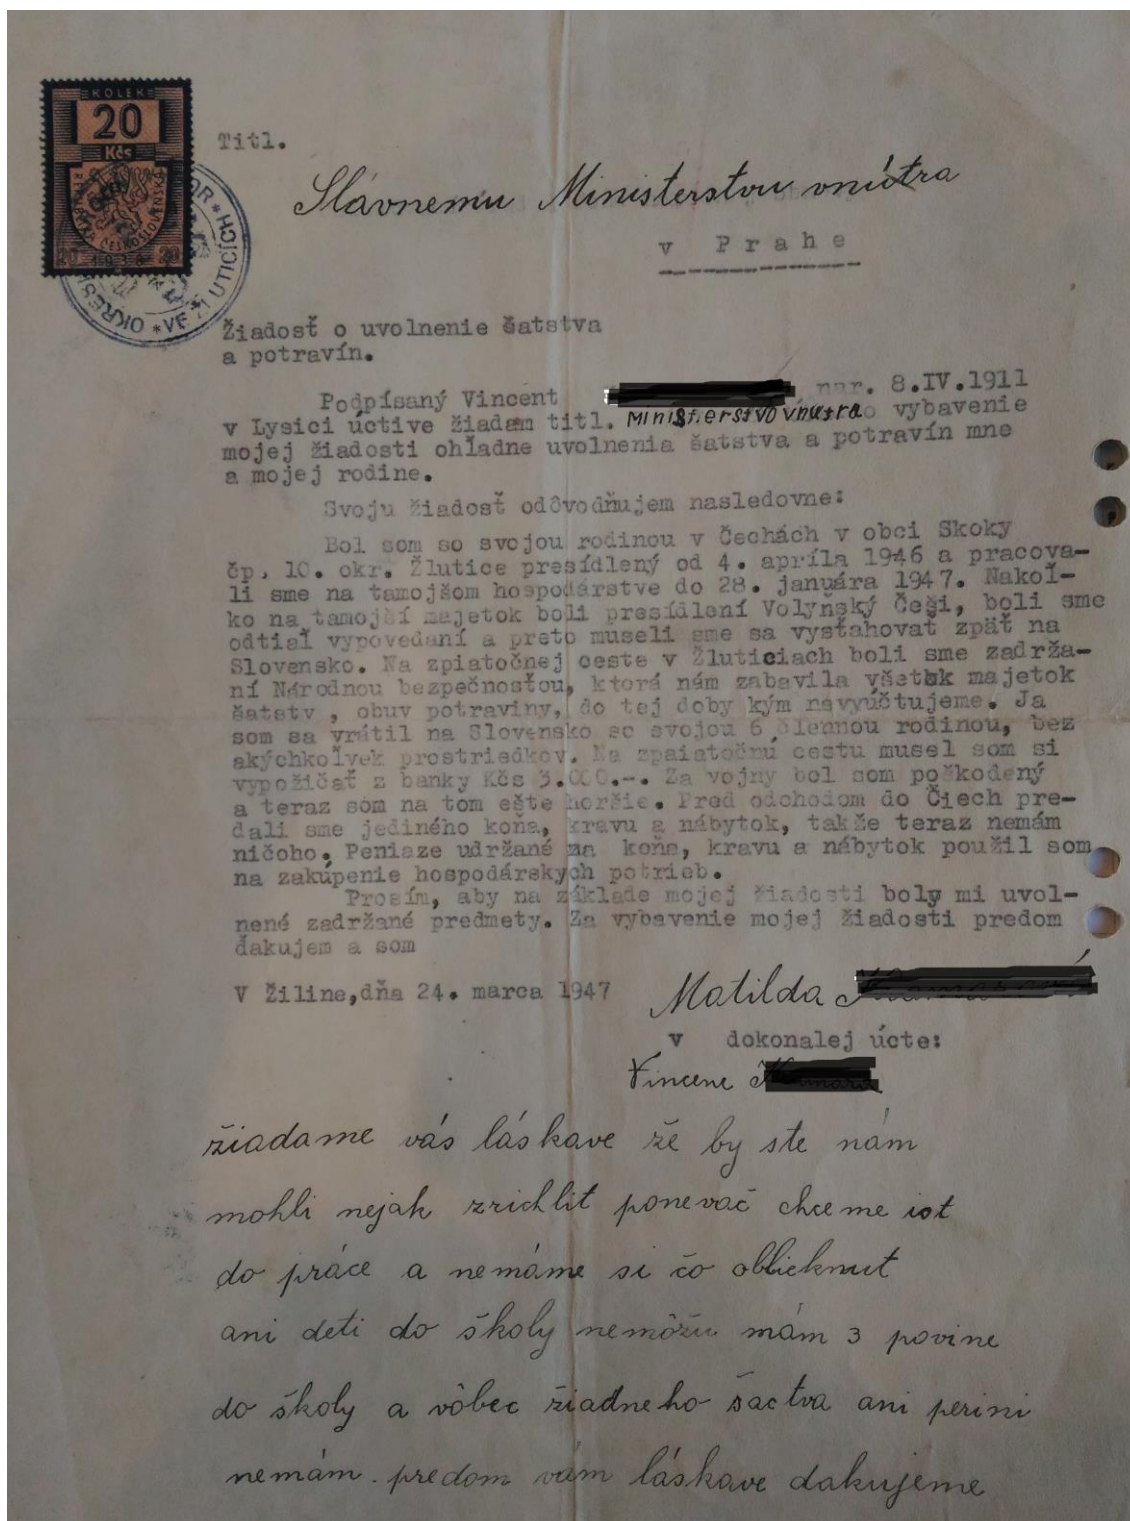 KOLEK
20
Kčs
20 1938 20
OKRES * VE ŽLUTICÍCH *
Titl.
Slávnemu Ministerstvu vnútra
v Prahe
Žiadosť o uvolnenie šatstva
a potravín.
Podpísaný Vincent nar. 8.IV.1911
v Lysici úctive žiadam titl. Ministerstvo vnutra o vybavenie
mojej žiadosti ohľadne uvolnenia šatstva a potravín mne
a mojej rodine.
Svoju žiadosť odôvodňujem nasledovne:
Bol som so svojou rodinou v Čechách v obci Skoky
čp. 10. okr. Žlutice presídlený od 4. apríla 1946 a pracova-
li sme na tamojšom hospodárstve do 28. januára 1947. Nakoľ-
ko na tamojší majetok boli presídlení Volyňský Češi, boli sme
odtiaľ vypovedaní a preto museli sme sa vysťahovať zpäť na
Slovensko. Na zpiatočnej ceste v Žluticiach boli sme zadrža-
ní Národnou bezpečnosťou, ktorá nám zabavila všetok majetok
šatstv , obuv potraviny, do tej doby kým nevyúčtujeme. Ja
som sa vrátil na Slovensko so svojou 6 člennou rodinou, bez
akýchkoľvek prostriedkov. Na zpaiatočnú cestu musel som si
vypožičať z banky Kčs 3.000.-. Za vojny bol som poškodený
a teraz som na tom ešte horšie. Pred odchodom do Čiech pre-
dali sme jediného koňa, kravu a nábytok, takže teraz nemám
ničoho. Peniaze udržané za koňa, kravu a nábytok použil som
na zakúpenie hospodárskych potrieb.
Prosím, aby na základe mojej žiadosti boly mi uvol-
nené zadržané predmety. Za vybavenie mojej žiadosti predom
ďakujem a som
V Žiline,dňa 24. marca 1947
Matilda
v dokonalej úcte:
Vincenc
žiadame vás láskave že by ste nám
mohli nejak zrichlit ponevač chceme ist
do práce a nemáme si čo oblieknut
ani deti do školy nemôžu mám 3 povine
do školy a vôbec žiadneho šactva ani perini
nemám. predom vám láskave dakujeme